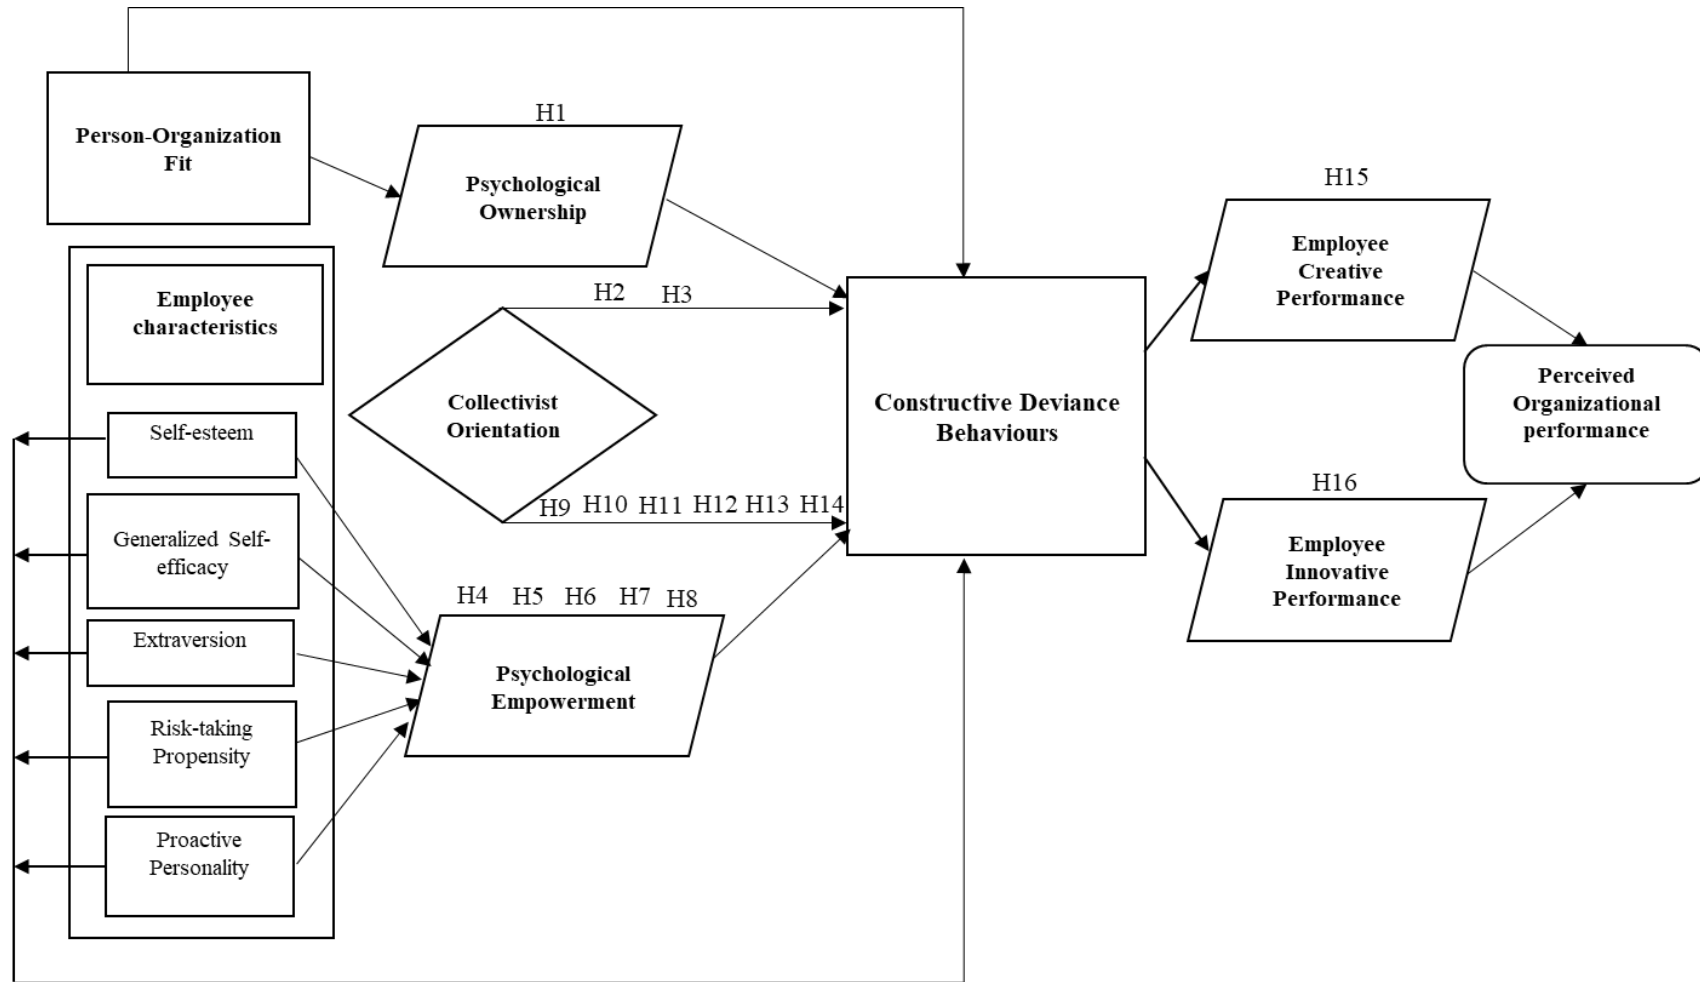 H1
Person-Organization
Fit
Psychological
Ownership
H15
Employee
Creative
Performance
Employee
characteristics
H2 H3
Collectivist
Orientation
Constructive Deviance
Behaviours
Perceived
Organizational
performance
Self-esteem
H9 H10 H11 H12 H13 H14
H16
Generalized Self-
efficacy
Employee
Innovative
Performance
H4 H5 H6 H7 H8
Extraversion
Psychological
Empowerment
Risk-taking
Propensity
Proactive
Personality